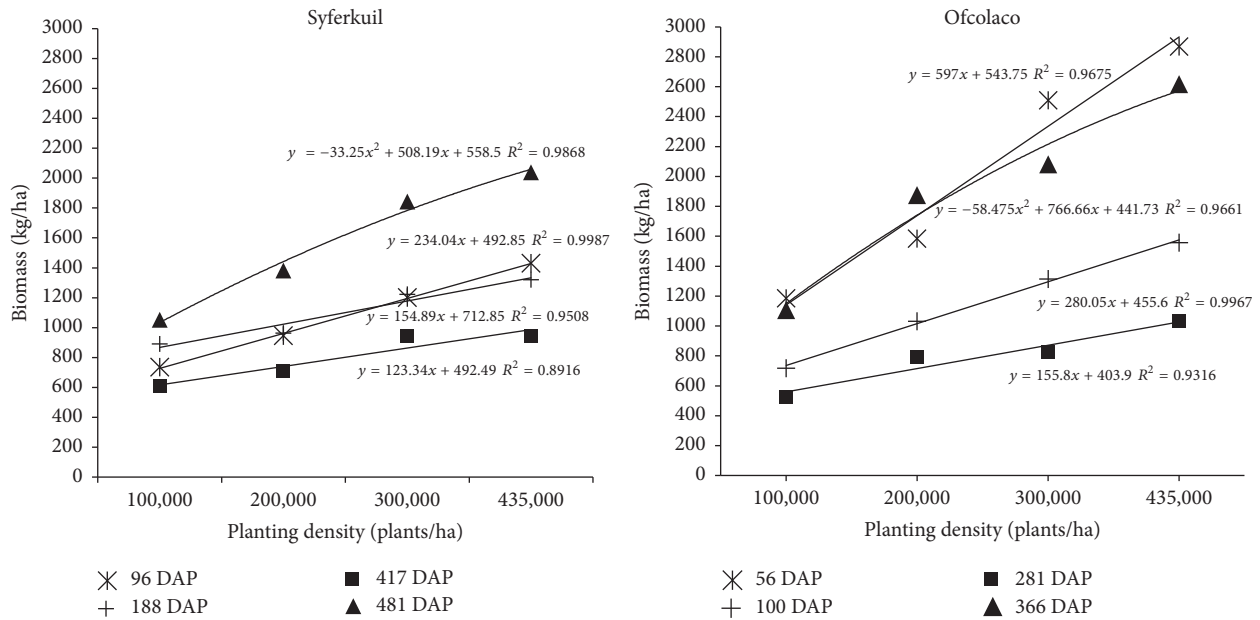 Syferkuil
3000
2800
2600
2400
2200
2000
1800
1600
1400
1200
1000
800
600
400
200
0
Biomass (kg/ha)
y = −33.25x² + 508.19x + 558.5 R² = 0.9868
y = 234.04x + 492.85 R² = 0.9987
y = 154.89x + 712.85 R² = 0.9508
y = 123.34x + 492.49 R² = 0.8916
100,000 200,000 300,000 435,000
Planting density (plants/ha)
96 DAP 417 DAP
188 DAP 481 DAP
Ofcolaco
3000
2800
2600
2400
2200
2000
1800
1600
1400
1200
1000
800
600
400
200
0
Biomass (kg/ha)
y = 597x + 543.75 R² = 0.9675
y = −58.475x² + 766.66x + 441.73 R² = 0.9661
y = 280.05x + 455.6 R² = 0.9967
y = 155.8x + 403.9 R² = 0.9316
100,000 200,000 300,000 435,000
Planting density (plants/ha)
56 DAP 281 DAP
100 DAP 366 DAP